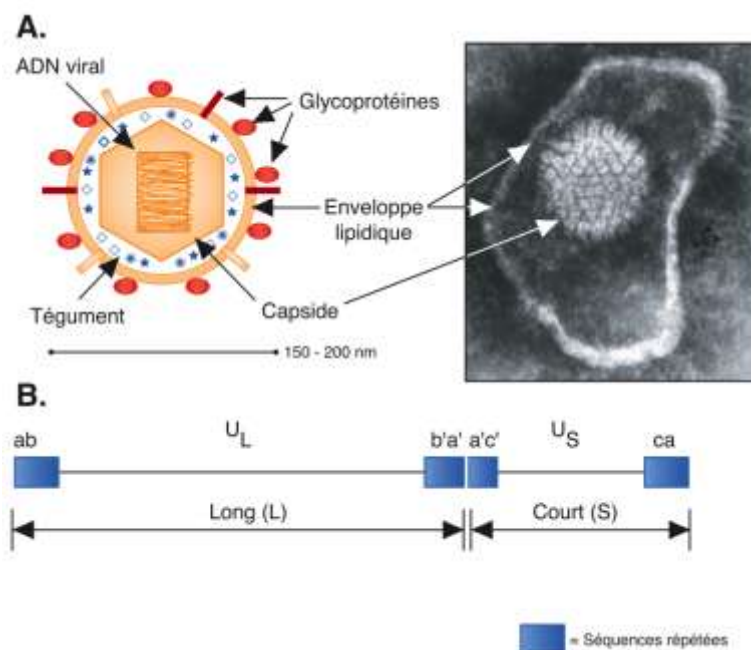 A.
ADN viral
Glycoprotéines
Enveloppe
lipidique
Tégument
Capside
150 - 200 nm
B.
ab
UL
b'a'
a'c'
US
ca
Long (L)
Court (S)
= Séquences répétées